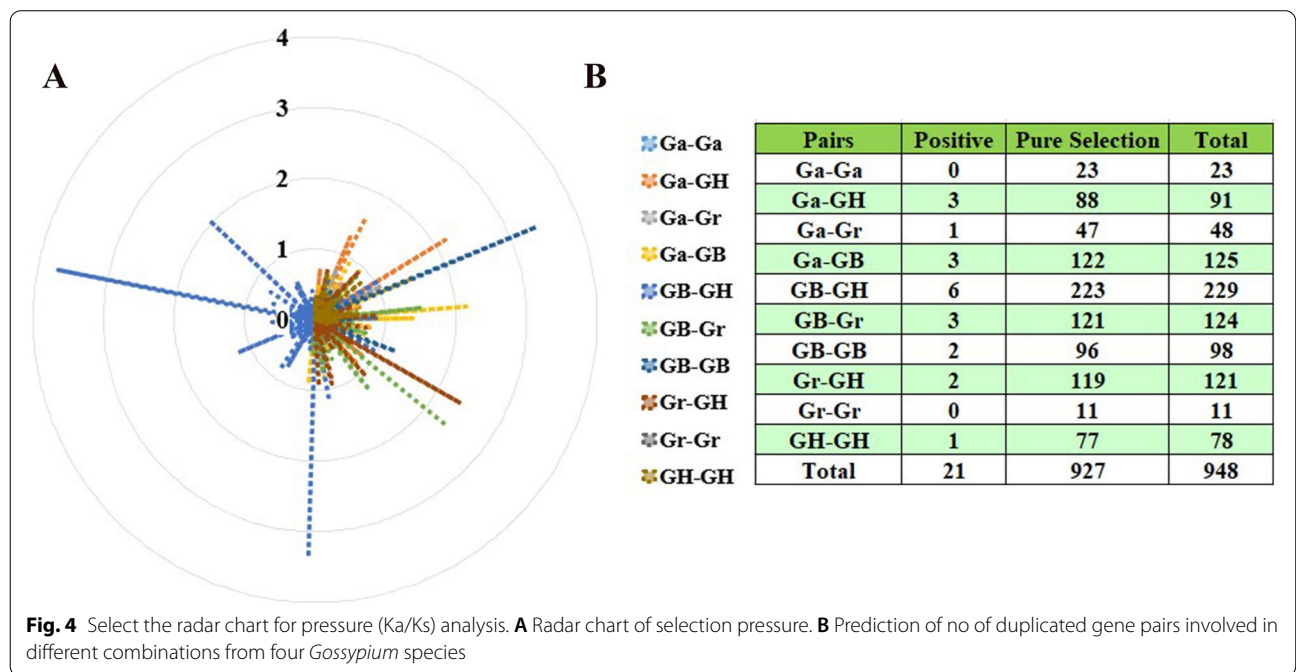 A
4
3
2
1
0
B
Ga-Ga
Ga-GH
Ga-Gr
Ga-GB
GB-GH
GB-Gr
GB-GB
Gr-GH
Gr-Gr
GH-GH
Pairs Positive Pure Selection Total
Ga-Ga 0 23 23
Ga-GH 3 88 91
Ga-Gr 1 47 48
Ga-GB 3 122 125
GB-GH 6 223 229
GB-Gr 3 121 124
GB-GB 2 96 98
Gr-GH 2 119 121
Gr-Gr 0 11 11
GH-GH 1 77 78
Total 21 927 948
Fig. 4 Select the radar chart for pressure (Ka/Ks) analysis. A Radar chart of selection pressure. B Prediction of no of duplicated gene pairs involved in
different combinations from four Gossypium species